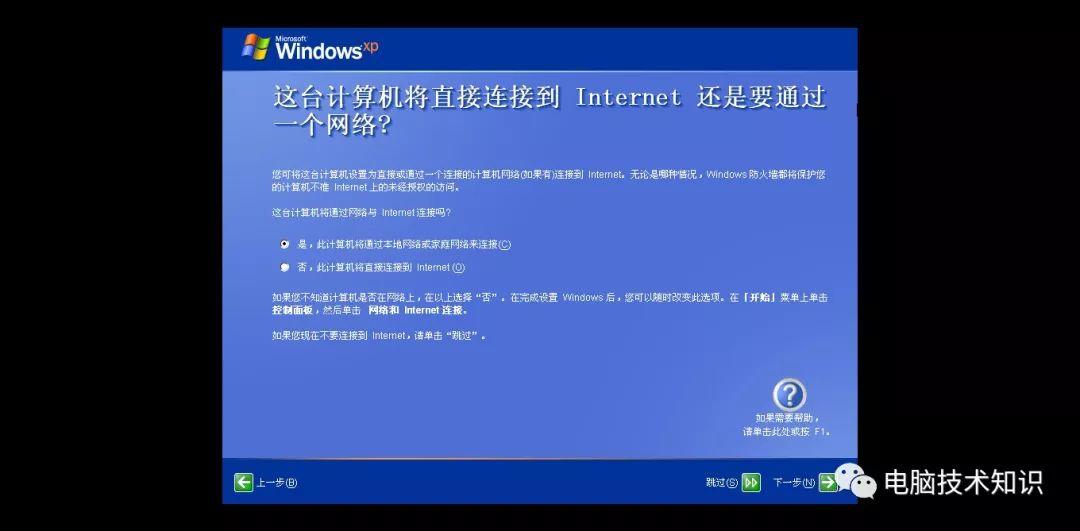 Microsoft
Windows xp
这台计算机将直接连接到 Internet 还是要通过
一个网络?
您可将这台计算机设置为直接或通过一个连接的计算机网络(如果有)连接到 Internet。无论是哪种情况，Windows 防火墙都将保护您
的计算机不准 Internet 上的未经授权的访问。
这台计算机将通过网络与 Internet 连接吗?
是，此计算机将通过本地网络或家庭网络来连接(C)
否，此计算机将直接连接到 Internet (O)
如果您不知道计算机是否在网络上，在以上选择“否”。在完成设置 Windows 后，您可以随时改变此选项。在「开始」菜单上单击
控制面板，然后单击 网络和 Internet 连接。
如果您现在不要连接到 Internet，请单击“跳过”。
?
如果需要帮助，
请单击此处或按 F1。
上一步(B)
跳过(S)
下一步(N)
电脑技术知识